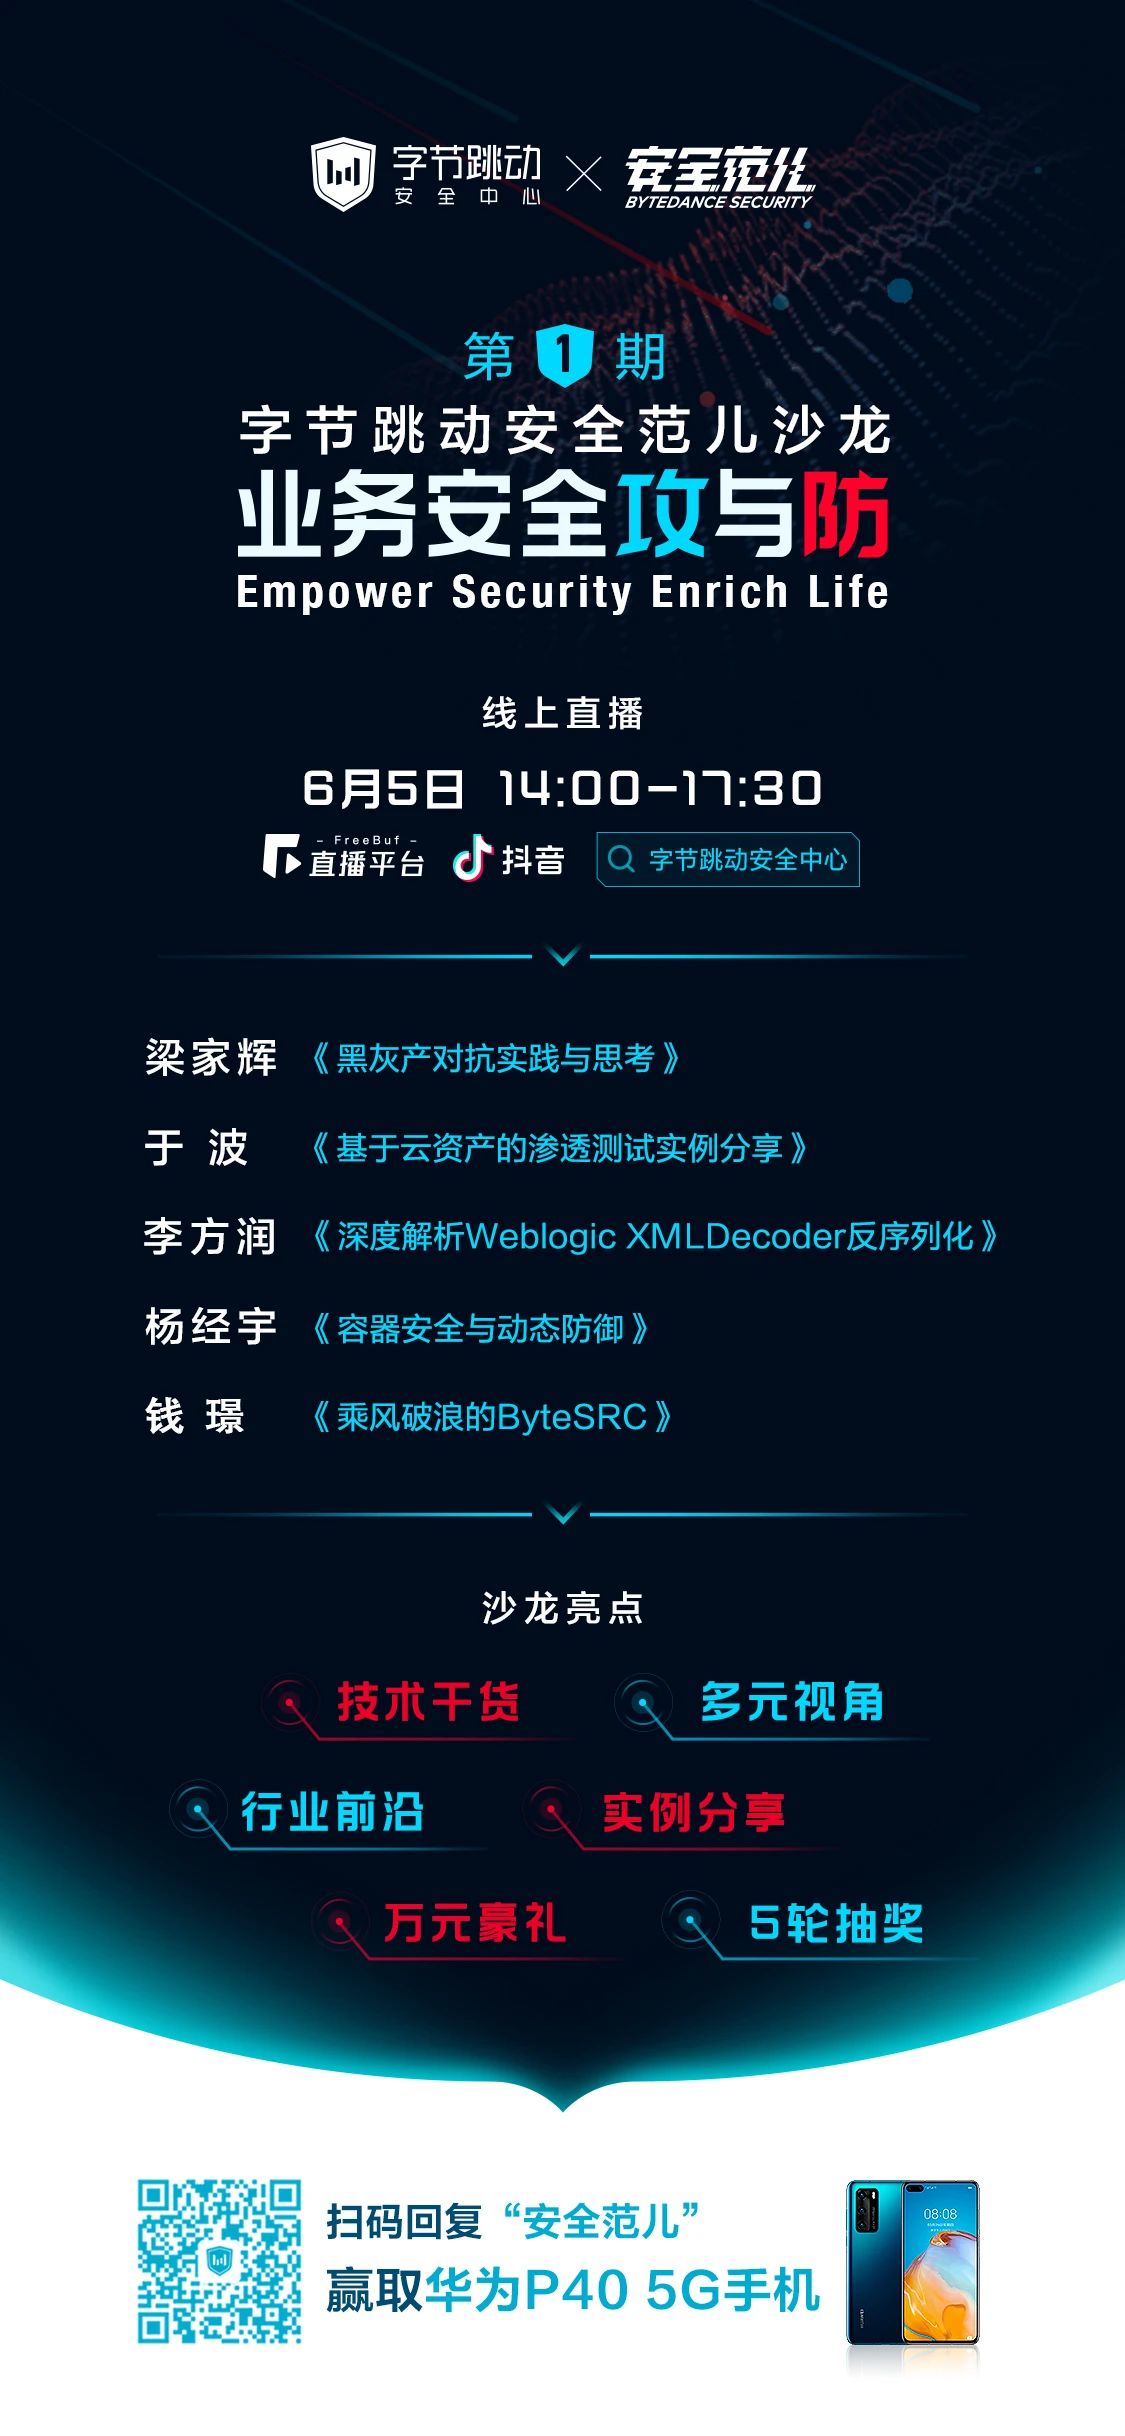 字节跳动 安全范儿
安全中心 BYTEDANCE SECURITY
第1期
字节跳动安全范儿沙龙
业务安全攻与防
Empower Security Enrich Life
线上直播
6月5日 14:00-17:30
- FreeBuf -
直播平台 抖音 字节跳动安全中心
梁家辉 《黑灰产对抗实践与思考》
于波 《基于云资产的渗透测试实例分享》
李方润 《深度解析Weblogic XMLDecoder反序列化》
杨经宇 《容器安全与动态防御》
钱璟 《乘风破浪的ByteSRC》
沙龙亮点
技术干货 多元视角
行业前沿 实例分享
万元豪礼 5轮抽奖
扫码回复“安全范儿”
赢取华为P40 5G手机
08:08